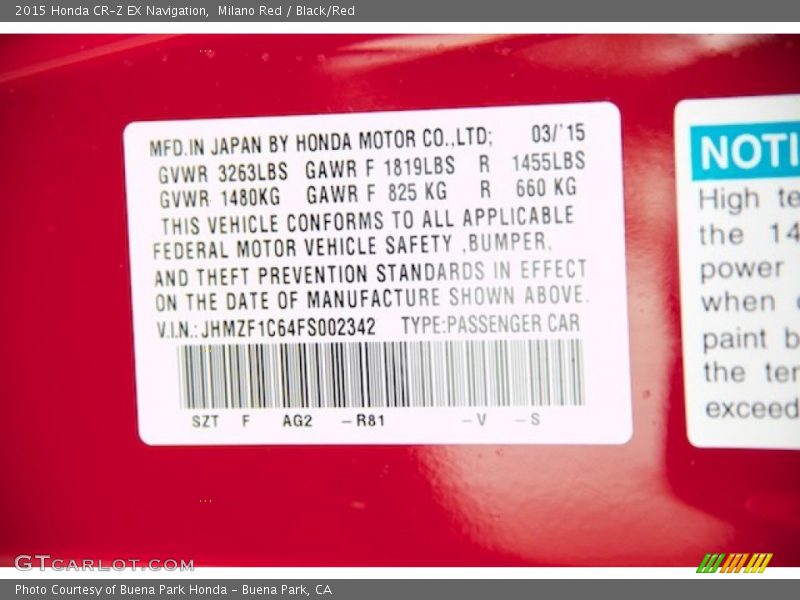 2015 Honda CR-Z EX Navigation,  Milano Red / Black/Red
MFD.IN JAPAN BY HONDA MOTOR CO.,LTD; 03/'15
GVWR 3263LBS GAWR F 1819LBS R 1455LBS
GVWR 1480KG GAWR F 825 KG R 660 KG
THIS VEHICLE CONFORMS TO ALL APPLICABLE
FEDERAL MOTOR VEHICLE SAFETY ,BUMPER,
AND THEFT PREVENTION STANDARDS IN EFFECT
ON THE DATE OF MANUFACTURE SHOWN ABOVE.
V.I.N.: JHMZF1C64FS002342 TYPE:PASSENGER CAR
SZT F AG2 -R81 -V -S
NOTI
High te
the 14
power
when
paint b
the ter
exceed
GTCARLOT.COM
Photo Courtesy of Buena Park Honda - Buena Park, CA